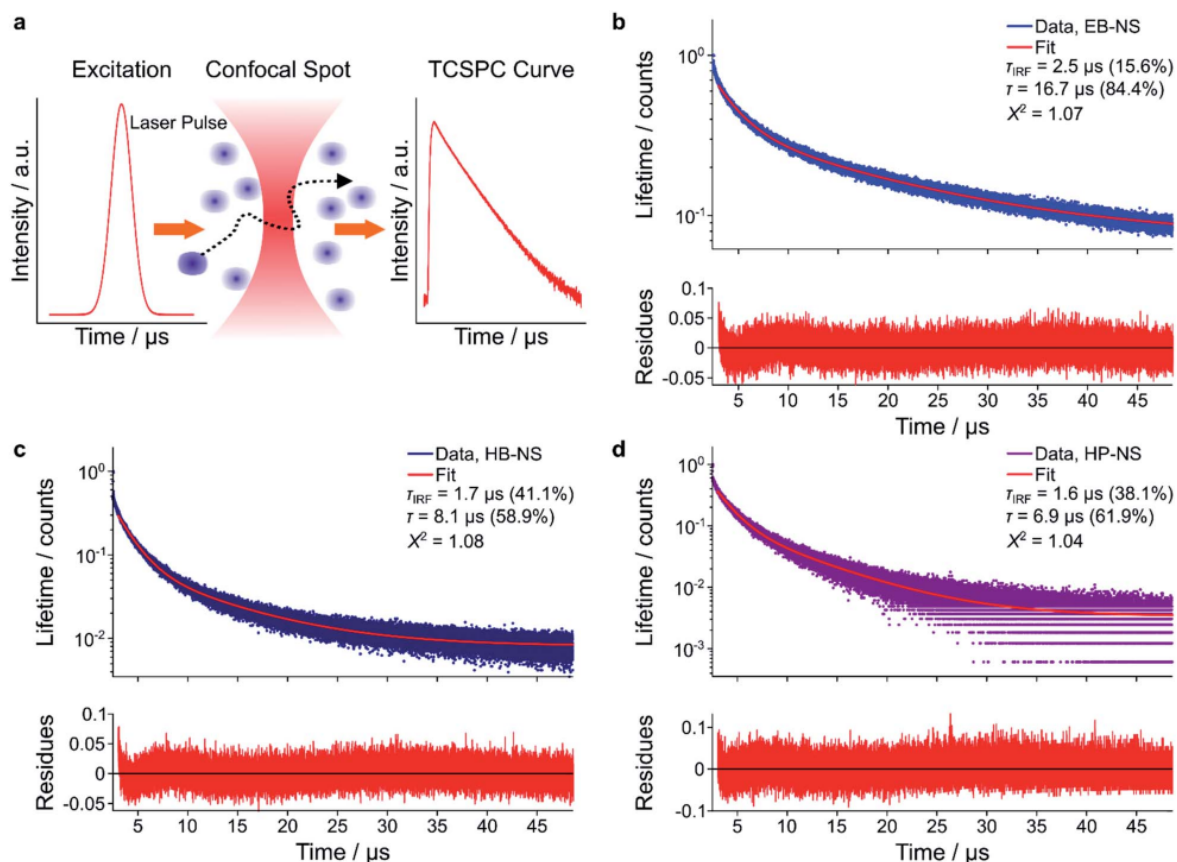 a
Excitation
Confocal Spot
TCSPC Curve
Laser Pulse
Intensity / a.u.
Time / µs
Intensity / a.u.
Time / µs
b
Data, EB-NS
Fit
τIRF = 2.5 µs (15.6%)
τ = 16.7 µs (84.4%)
X² = 1.07
Lifetime / counts
10⁰
10⁻¹
Residues
0.1
0.05
0
-0.05
5 10 15 20 25 30 35 40 45
Time / µs
c
Data, HB-NS
Fit
τIRF = 1.7 µs (41.1%)
τ = 8.1 µs (58.9%)
X² = 1.08
Lifetime / counts
10⁰
10⁻¹
10⁻²
Residues
0.1
0.05
0
-0.05
5 10 15 20 25 30 35 40 45
Time / µs
d
Data, HP-NS
Fit
τIRF = 1.6 µs (38.1%)
τ = 6.9 µs (61.9%)
X² = 1.04
Lifetime / counts
10⁰
10⁻¹
10⁻²
10⁻³
Residues
0.1
0
-0.1
5 10 15 20 25 30 35 40 45
Time / µs